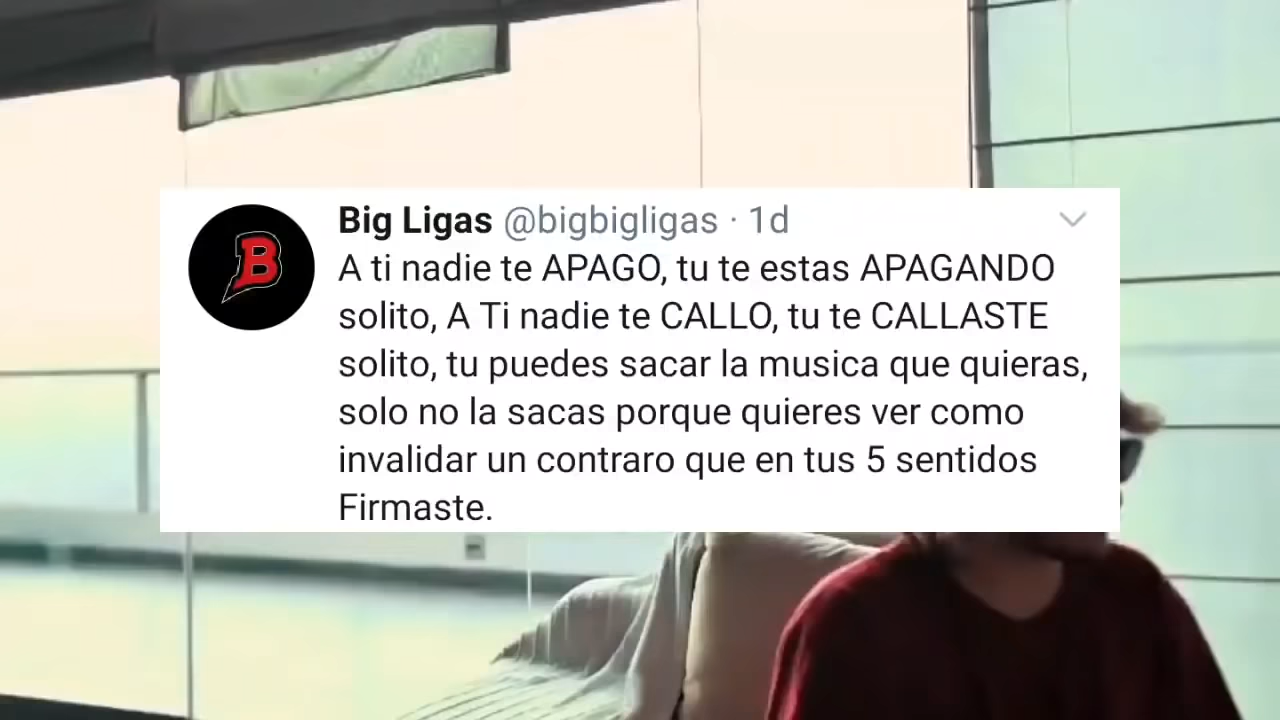 B
Big Ligas @bigbigligas · 1d
A ti nadie te APAGO, tu te estas APAGANDO
solito, A Ti nadie te CALLO, tu te CALLASTE
solito, tu puedes sacar la musica que quieras,
solo no la sacas porque quieres ver como
invalidar un contraro que en tus 5 sentidos
Firmaste.